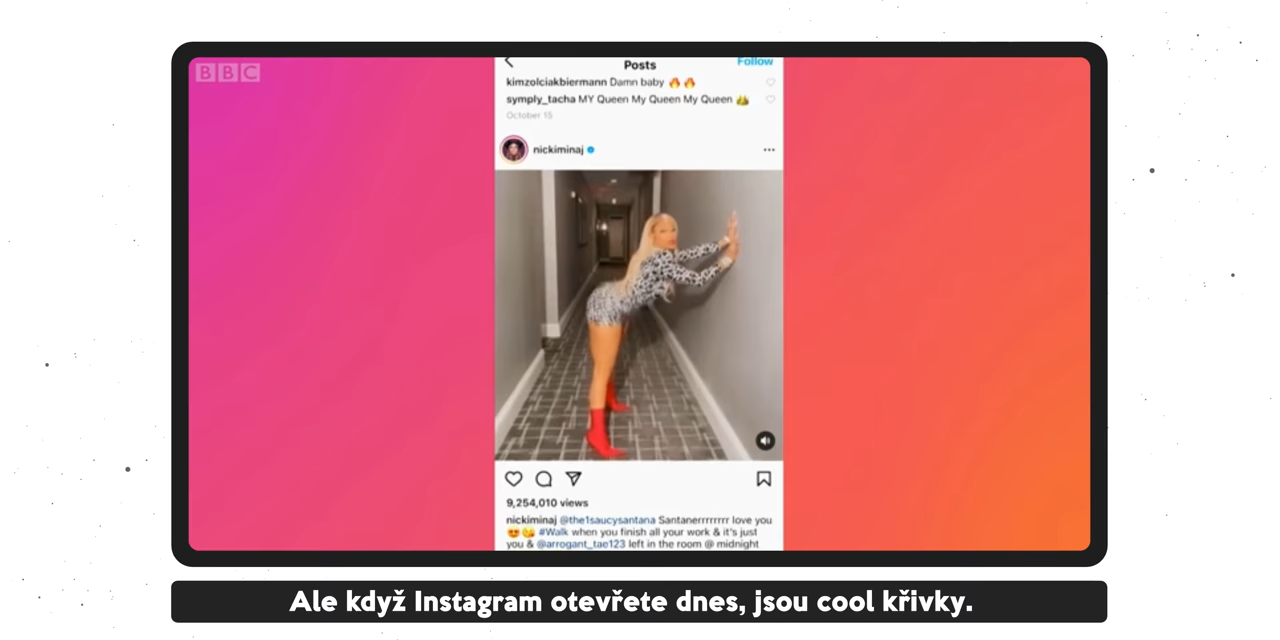 BBC
Posts
Follow
kimzolciakbiermann Damn baby 🔥 🔥
symply_tacha MY Queen My Queen My Queen
October 15
nickiminaj
9,254,010 views
nickiminaj @the1saucysantana Santanerrrrrrrr love you
😍 😘 #Walk when you finish all your work & it's just
you & @arrogant_tae123 left in the room @ midnight
Ale když Instagram otevřete dnes, jsou cool křivky.